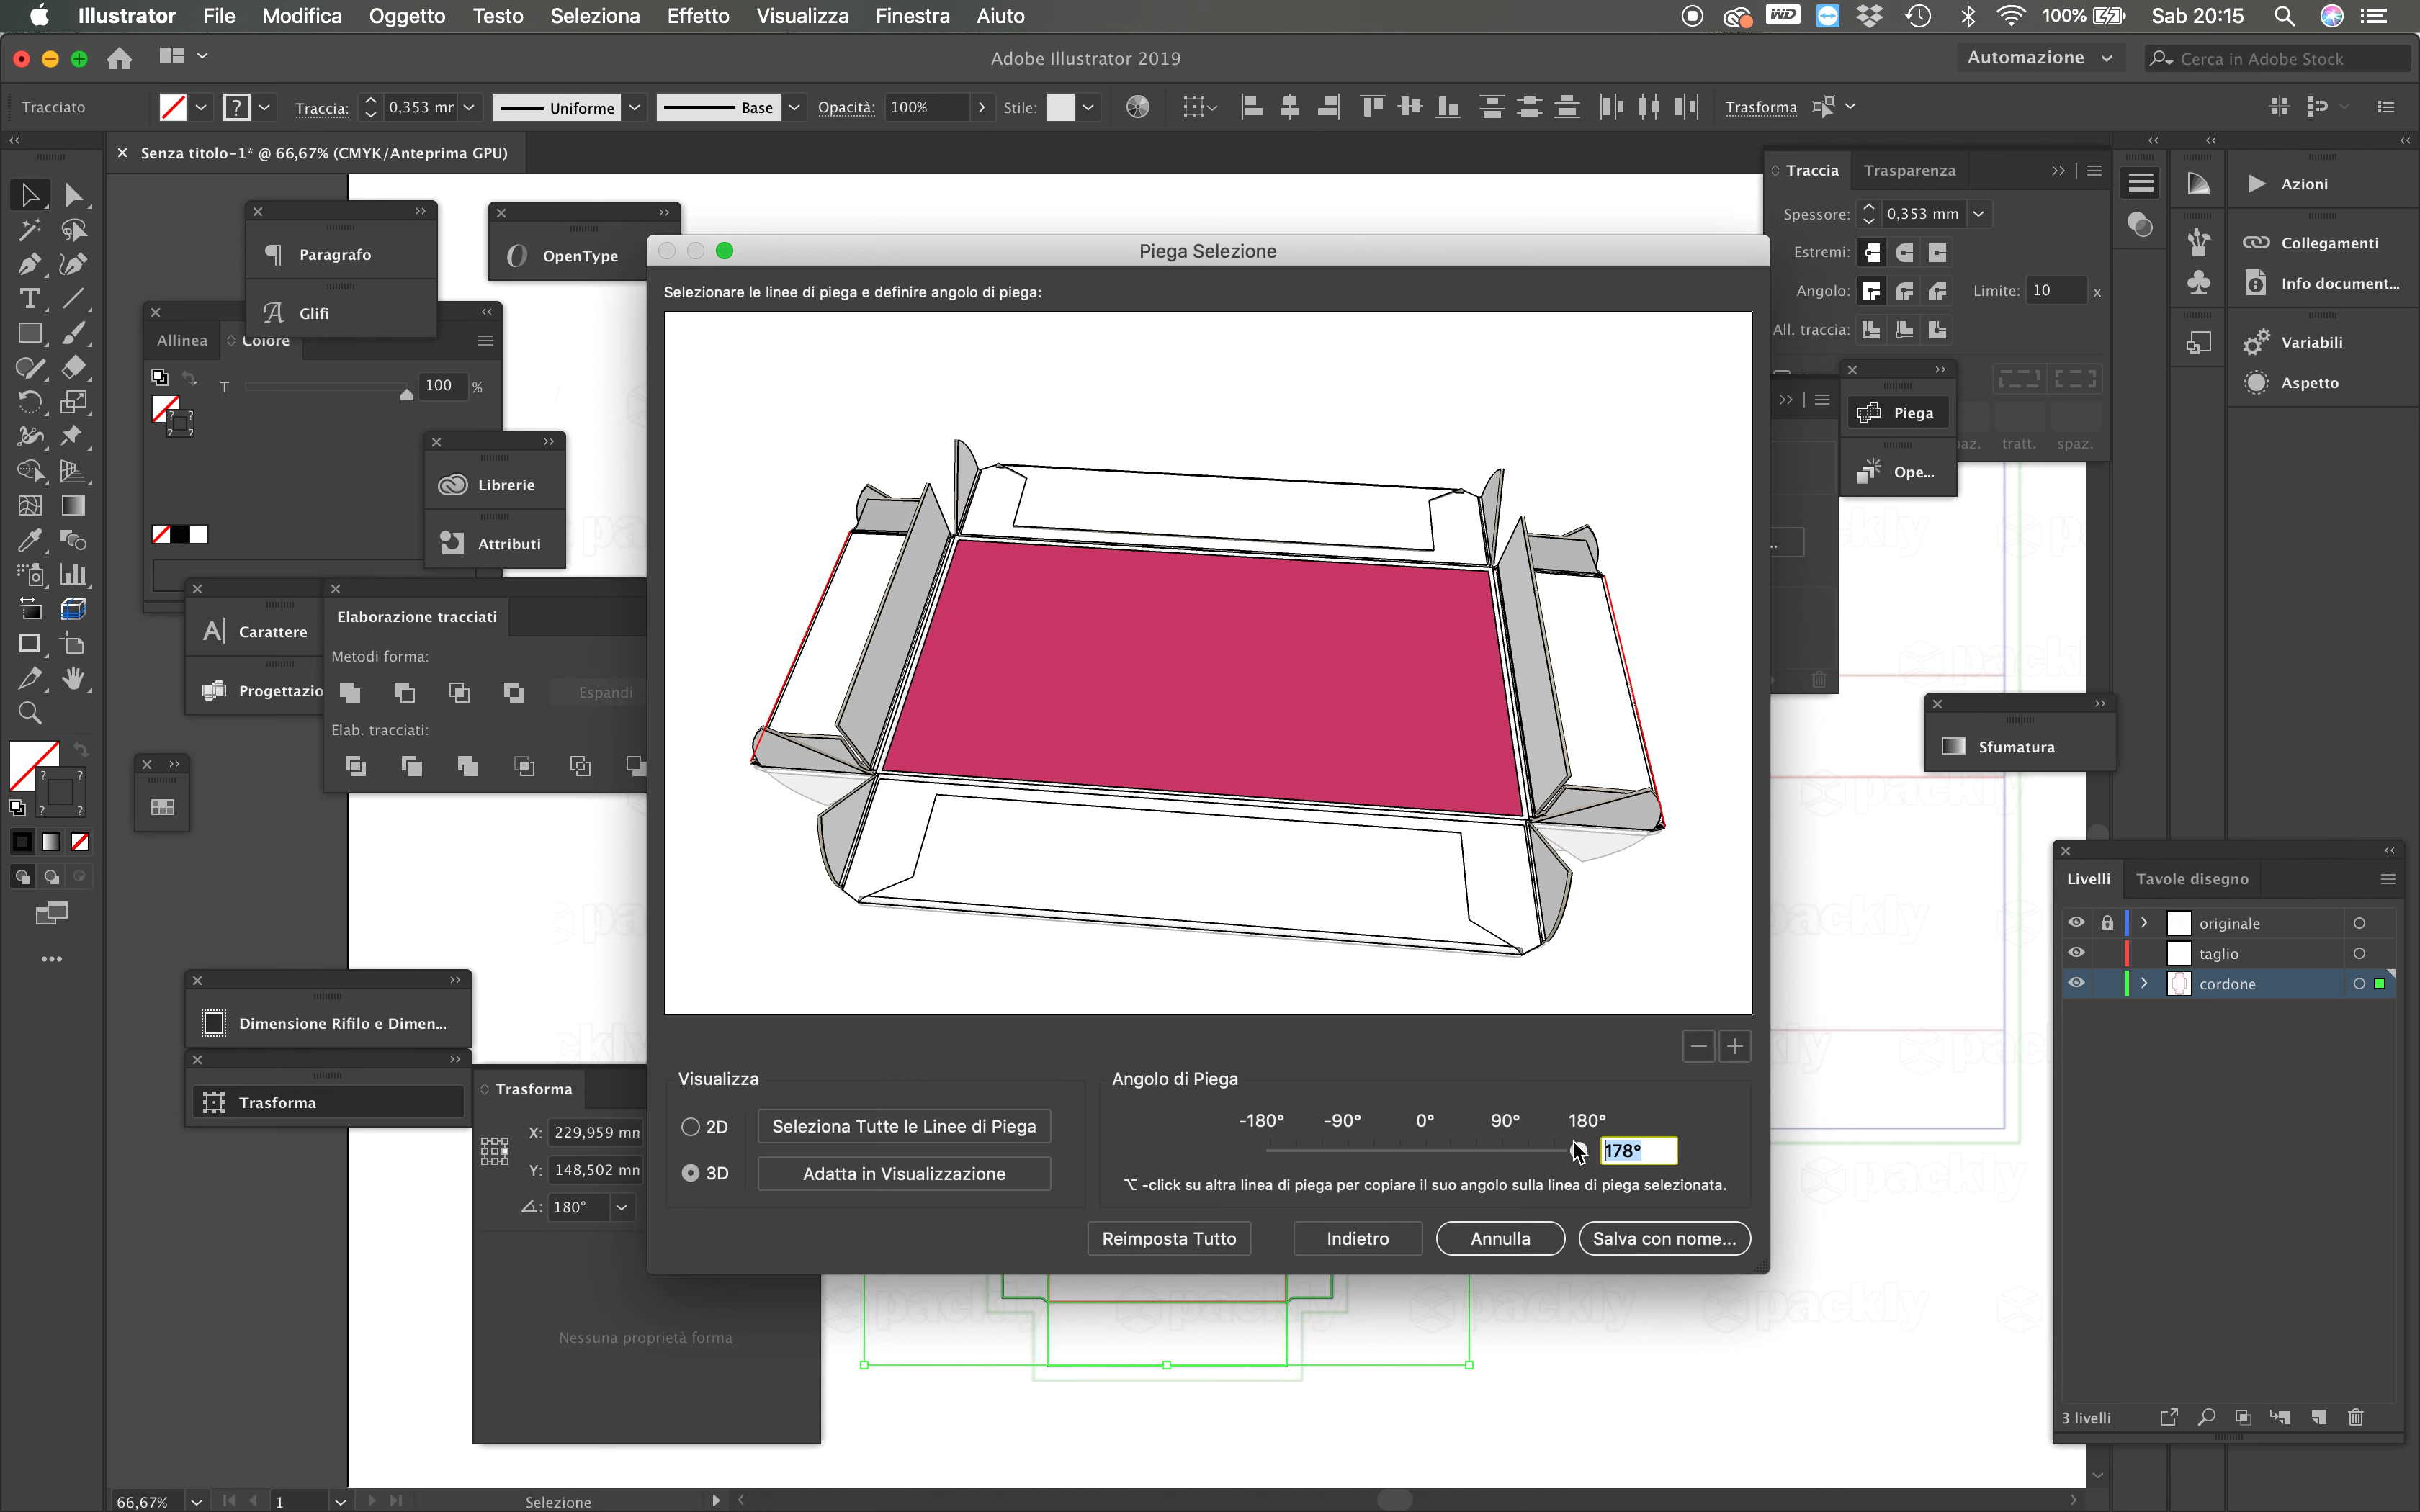 Illustrator File Modifica Oggetto Testo Seleziona Effetto Visualizza Finestra Aiuto
WD 100% Sab 20:15
Adobe Illustrator 2019
Automazione
Cerca in Adobe Stock
Tracciato
?
Traccia: 0,353 mr
Uniforme
Base
Opacità: 100%
Stile:
Trasforma
Senza titolo-1* @ 66,67% (CMYK/Anteprima GPU)
Paragrafo
Glifi
OpenType
Allinea
Colore
T 100 %
Librerie
Attributi
Carattere
Progettazio
Elaborazione tracciati
Metodi forma:
Espandi
Elab. tracciati:
Dimensione Rifilo e Dimen...
Trasforma
Trasforma
X: 229,959 mn
Y: 148,502 mn
180°
Nessuna proprietà forma
Piega Selezione
Selezionare le linee di piega e definire angolo di piega:
Visualizza
2D
Seleziona Tutte le Linee di Piega
3D
Adatta in Visualizzazione
Angolo di Piega
-180° -90° 0° 90° 180°
178°
⌥ -click su altra linea di piega per copiare il suo angolo sulla linea di piega selezionata.
Reimposta Tutto
Indietro
Annulla
Salva con nome...
Traccia
Trasparenza
Spessore: 0,353 mm
Estremi:
Angolo: Limite: 10 x
All. traccia:
Piega
Ope...
tratt. spaz.
Azioni
Collegamenti
Info document...
Variabili
Aspetto
Sfumatura
Livelli
Tavole disegno
originale
taglio
cordone
3 livelli
packly
packly
packly
packly
packly
packly
66,67%
1
Selezione